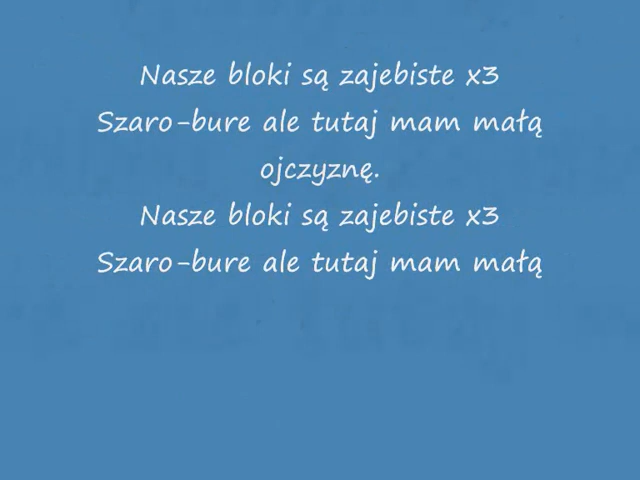 Nasze bloki są zajebiste x3
Szaro-bure ale tutaj mam małą
ojczyznę.
Nasze bloki są zajebiste x3
Szaro-bure ale tutaj mam małą